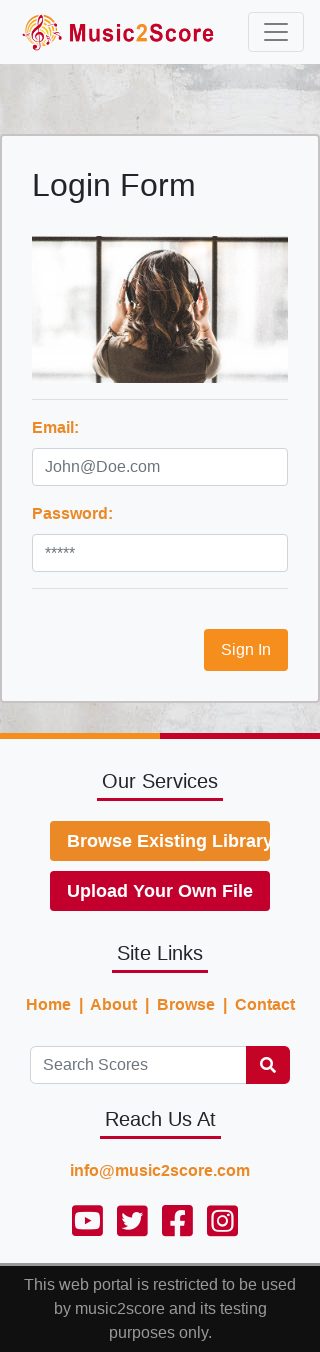 Music2Score
Login Form
Email:
John@Doe.com
Password:
*****
Sign In
Our Services
Browse Existing Library
Upload Your Own File
Site Links
Home | About | Browse | Contact
Search Scores
Reach Us At
info@music2score.com
This web portal is restricted to be used
by music2score and its testing
purposes only.